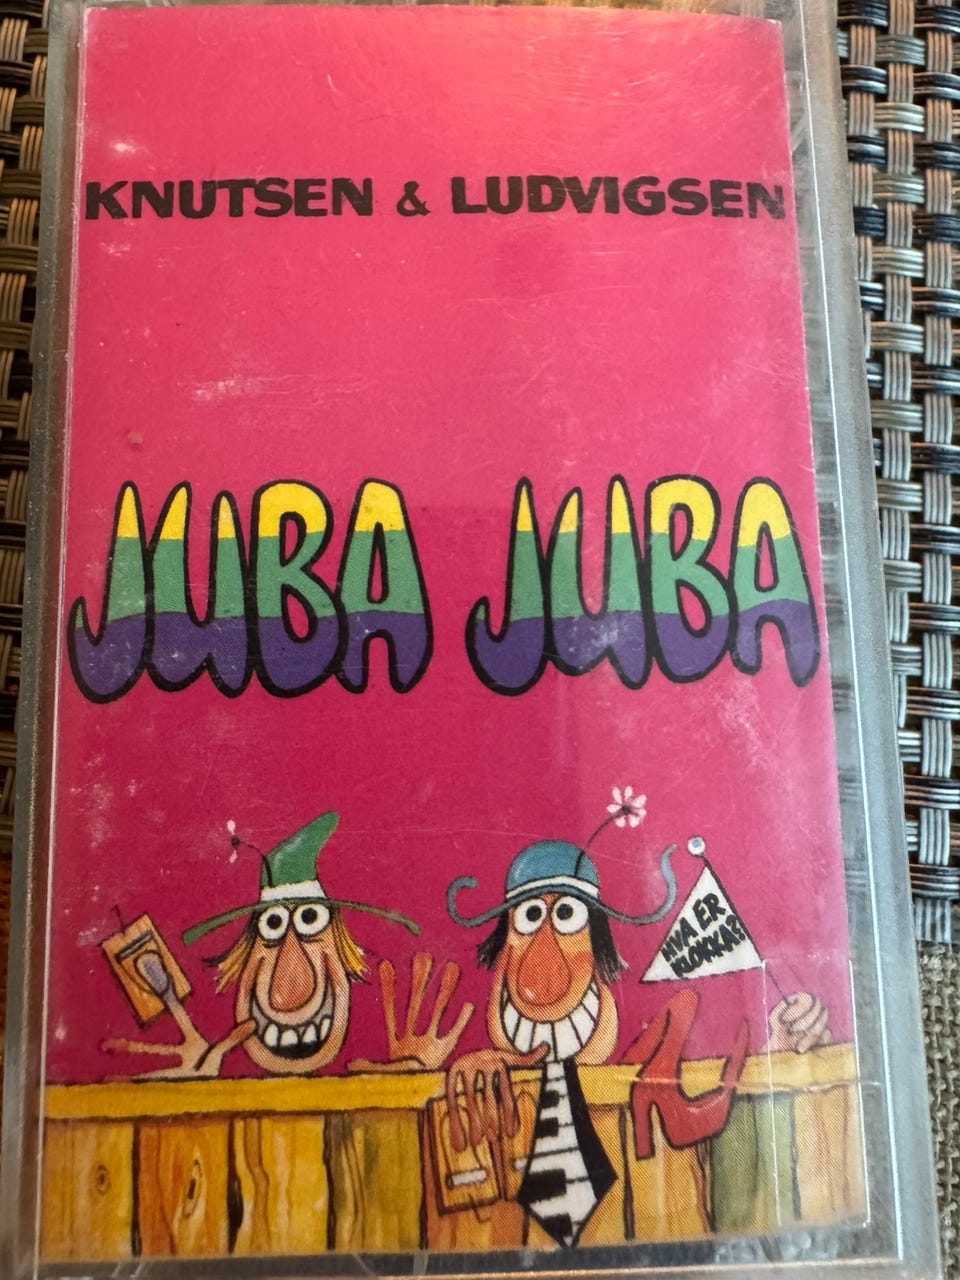 KNUTSEN & LUDVIGSEN
JUBA JUBA
HVA ER
KLOKKA?!